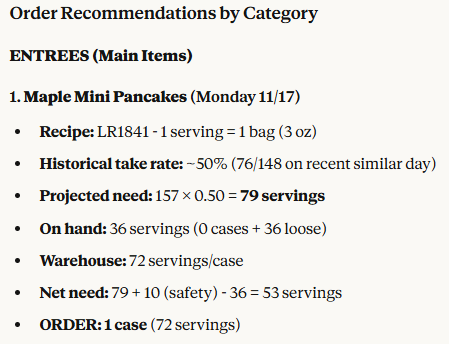 Order Recommendations by Category
ENTREES (Main Items)
1. Maple Mini Pancakes (Monday 11/17)
• Recipe: LR1841 - 1 serving = 1 bag (3 oz)
• Historical take rate: ~50% (76/148 on recent similar day)
• Projected need: 157 × 0.50 = 79 servings
• On hand: 36 servings (0 cases + 36 loose)
• Warehouse: 72 servings/case
• Net need: 79 + 10 (safety) - 36 = 53 servings
• ORDER: 1 case (72 servings)